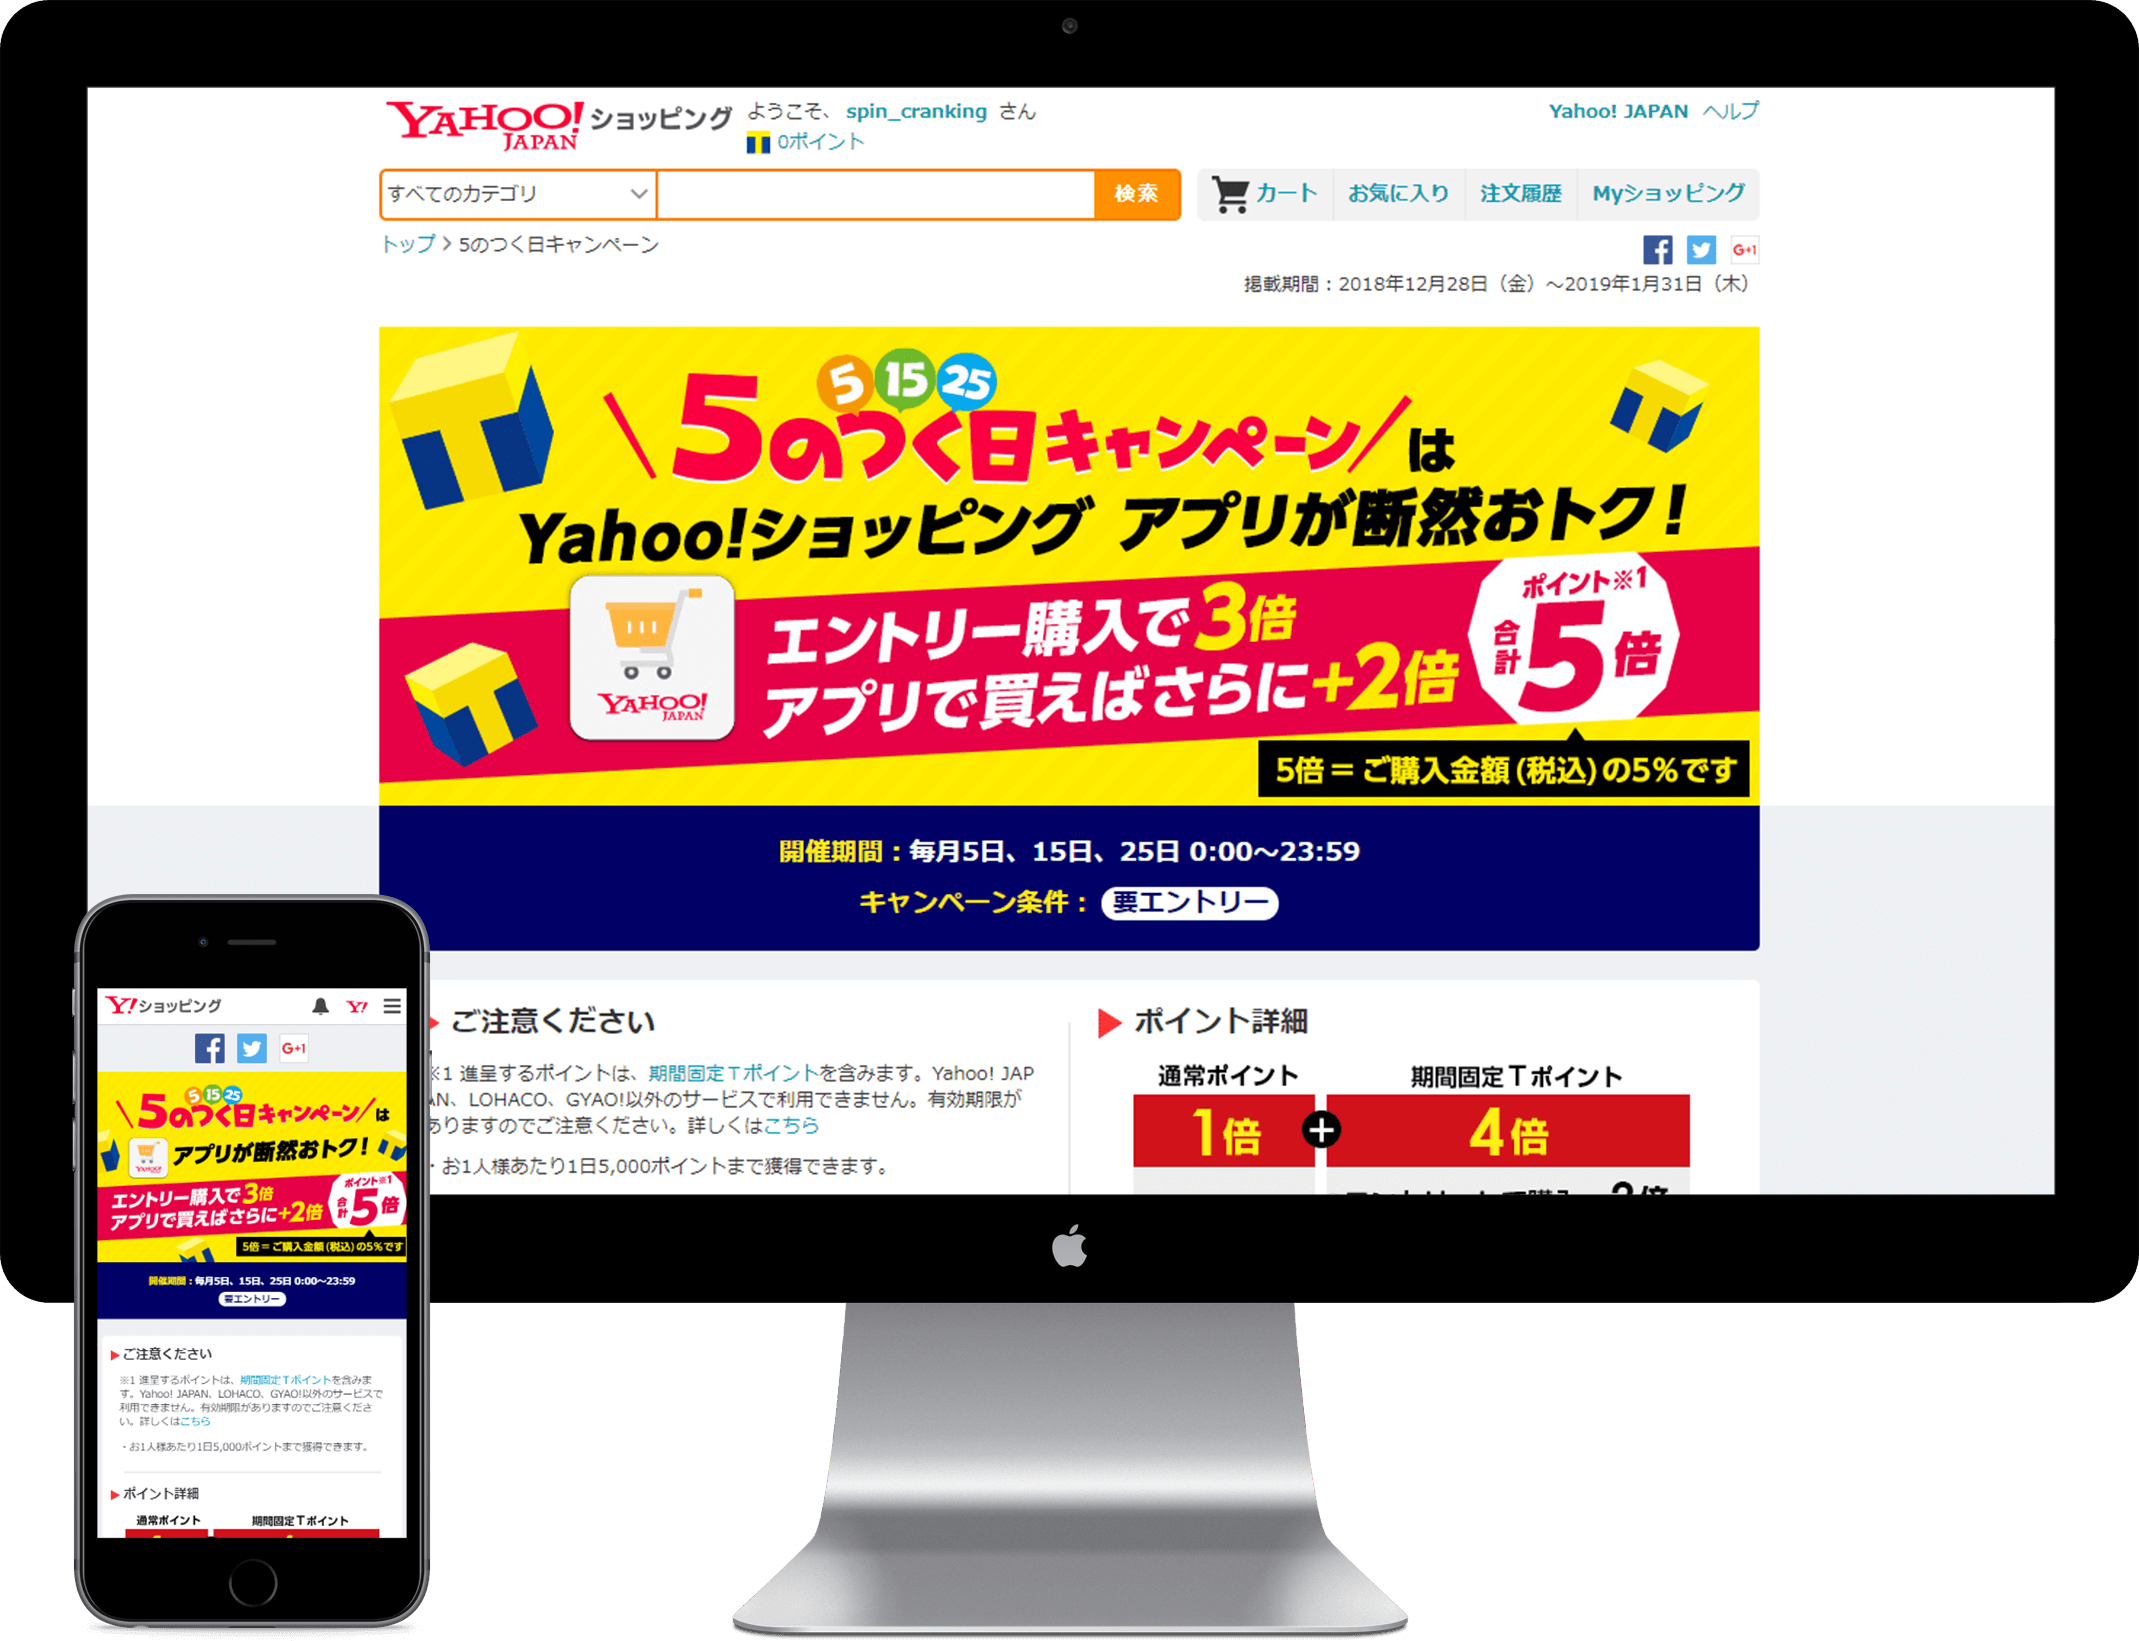 YAHOO! JAPAN ショッピング
ようこそ、 spin_cranking さん
0ポイント
Yahoo! JAPAN ヘルプ
すべてのカテゴリ
検索
カート お気に入り 注文履歴 Myショッピング
トップ > 5のつく日キャンペーン
G+1
掲載期間：2018年12月28日（金）～2019年1月31日（木）
5 15 25
5のつく日キャンペーン は
Yahoo!ショッピング アプリが断然おトク！
YAHOO! JAPAN
エントリー購入で3倍
アプリで買えばさらに+2倍
ポイント※1
合計5倍
5倍＝ご購入金額(税込)の5%です
開催期間：毎月5日、15日、25日 0:00～23:59
キャンペーン条件： 要エントリー
ご注意ください
※1 進呈するポイントは、期間固定Tポイントを含みます。Yahoo! JAP
AN、LOHACO、GYAO!以外のサービスで利用できません。有効期限が
ありますのでご注意ください。詳しくはこちら
・お1人様あたり1日5,000ポイントまで獲得できます。
ポイント詳細
通常ポイント 期間固定Tポイント
1倍 + 4倍
Y!ショッピング
Y!
G+1
5 15 25
5のつく日キャンペーン は
アプリが断然おトク！
YAHOO!
エントリー購入で3倍
アプリで買えばさらに+2倍
ポイント※1
合計5倍
5倍＝ご購入金額(税込)の5%です
開催期間：毎月5日、15日、25日 0:00～23:59
要エントリー
ご注意ください
※1 進呈するポイントは、期間固定Tポイントを含みま
す。Yahoo! JAPAN、LOHACO、GYAO!以外のサービスで
利用できません。有効期限がありますのでご注意くださ
い。詳しくはこちら
・お1人様あたり1日5,000ポイントまで獲得できます。
ポイント詳細
通常ポイント 期間固定Tポイント